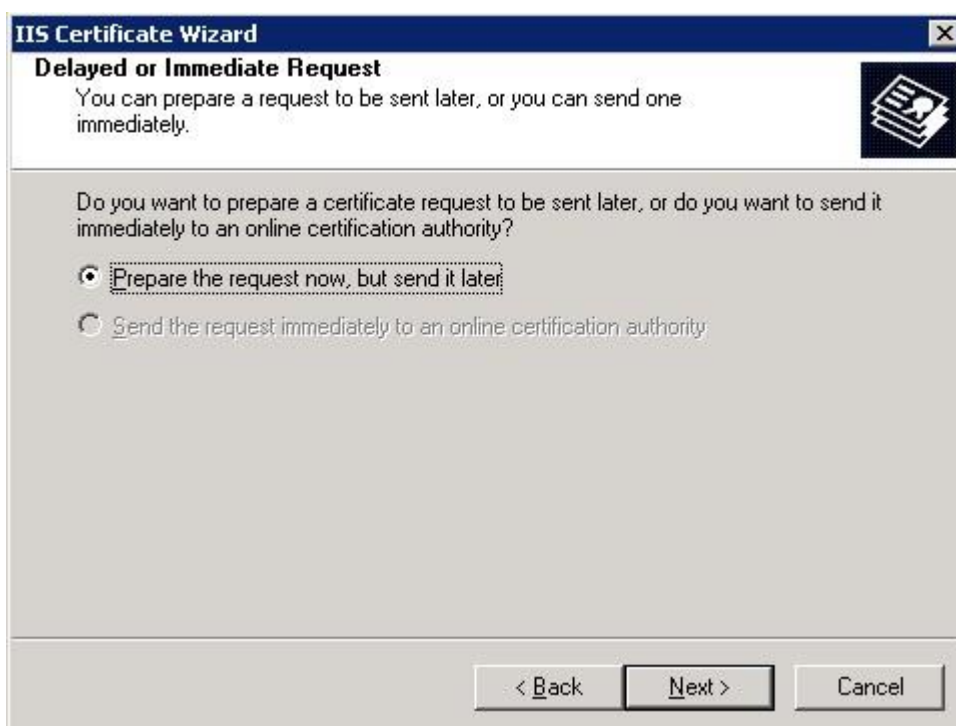 IIS Certificate Wizard
Delayed or Immediate Request
You can prepare a request to be sent later, or you can send one
immediately.
Do you want to prepare a certificate request to be sent later, or do you want to send it
immediately to an online certification authority?
Prepare the request now, but send it later
Send the request immediately to an online certification authority
< Back
Next >
Cancel